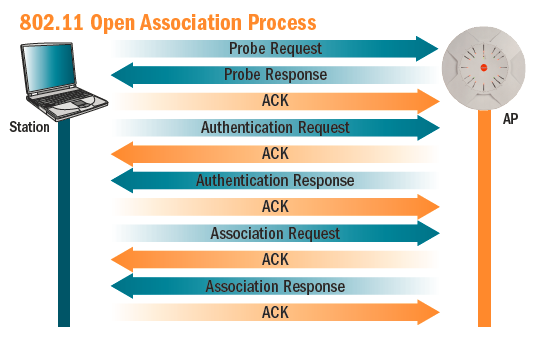 802.11 Open Association Process
Probe Request
Probe Response
ACK
Station
AP
Authentication Request
ACK
Authentication Response
ACK
Association Request
ACK
Association Response
ACK